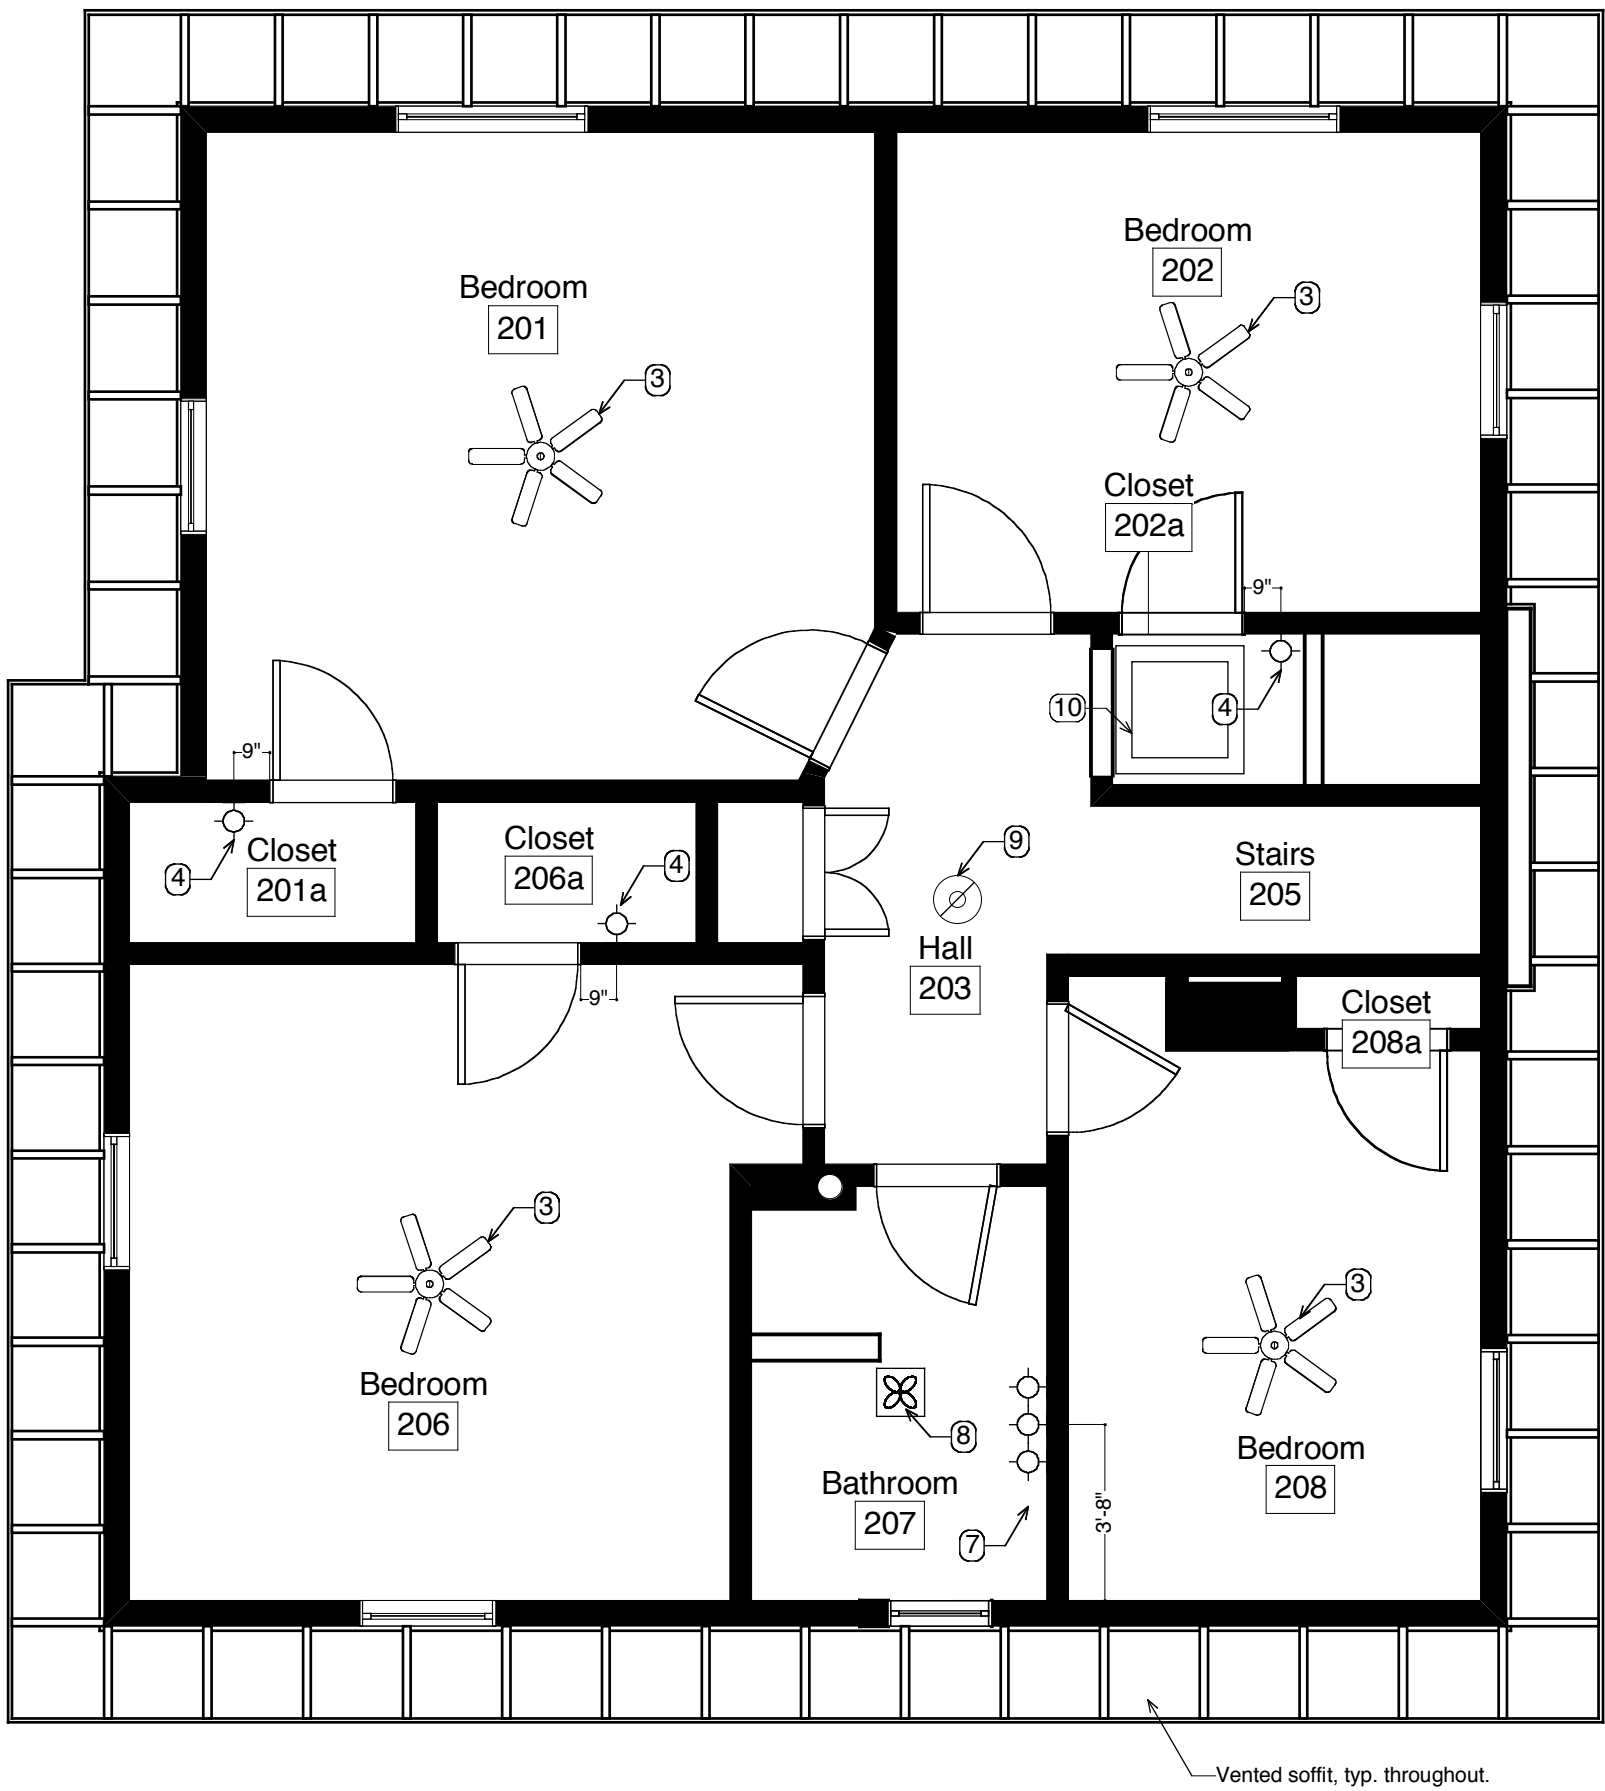 Bedroom
202
3
Bedroom
201
3
Closet
202a
9"
10
4
9"
4
Closet
201a
Closet
206a
4
9
Stairs
205
Hall
203
9"
Closet
208a
3
Bedroom
206
3
8
Bedroom
208
Bathroom
207
7
3'-8"
Vented soffit, typ. throughout.